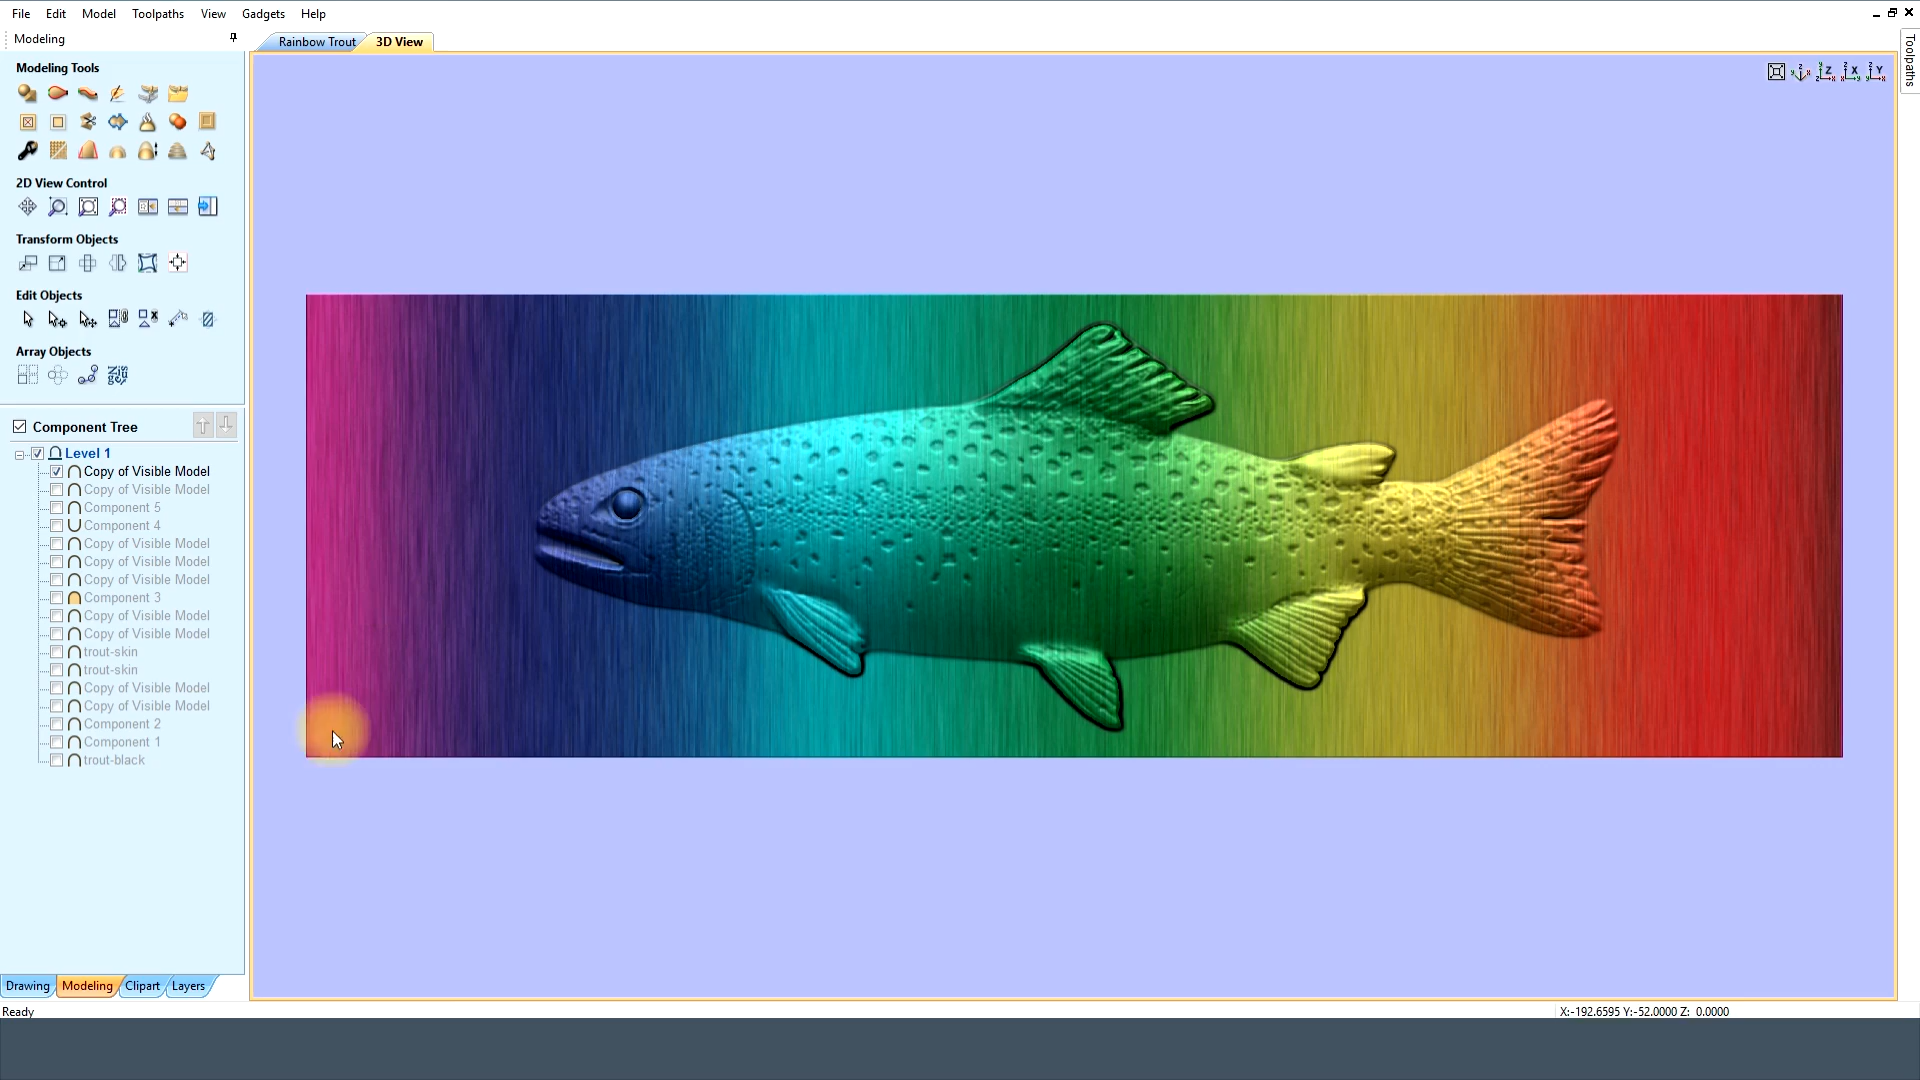 File Edit Model Toolpaths View Gadgets Help
Modeling
Rainbow Trout 3D View
Toolpaths
Modeling Tools
2D View Control
Transform Objects
Edit Objects
Array Objects
Component Tree
Level 1
Copy of Visible Model
Copy of Visible Model
Component 5
Component 4
Copy of Visible Model
Copy of Visible Model
Copy of Visible Model
Component 3
Copy of Visible Model
Copy of Visible Model
trout-skin
trout-skin
Copy of Visible Model
Copy of Visible Model
Component 2
Component 1
trout-black
Drawing Modeling Clipart Layers
Ready
X:-192.6595 Y:-52.0000 Z: 0.0000